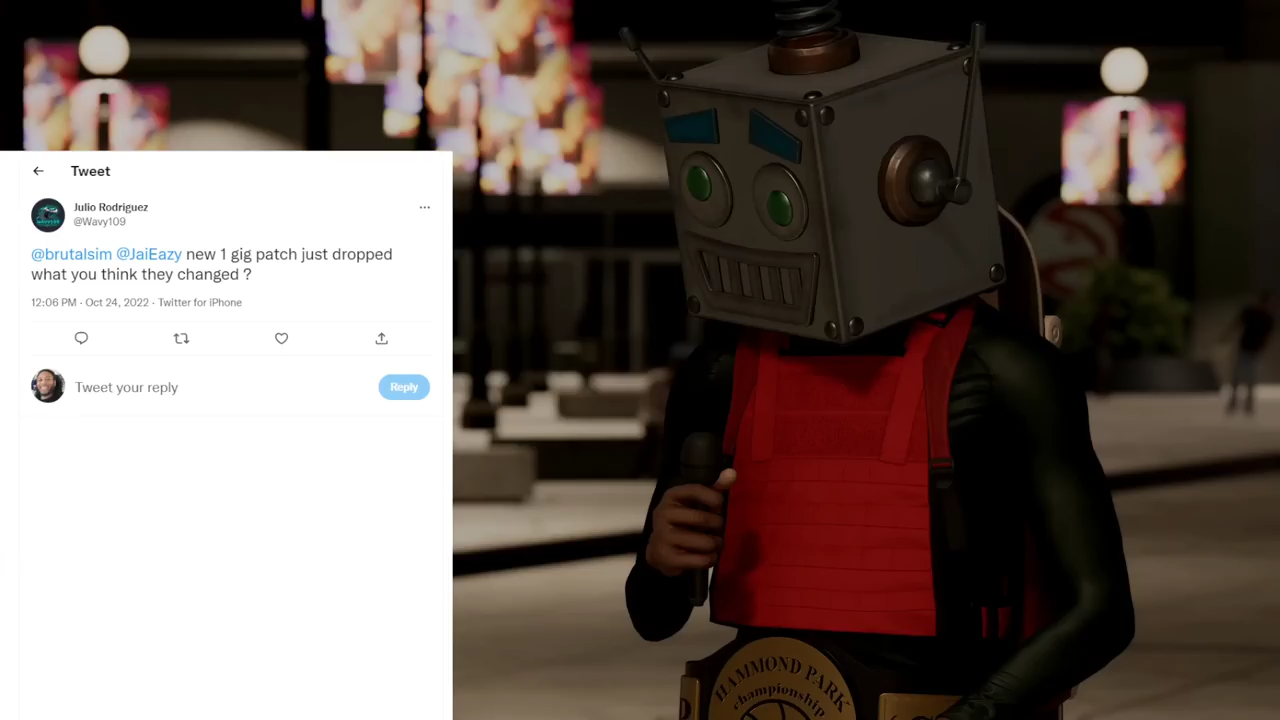 Tweet
Julio Rodriguez
@Wavy109
@brutalsim @JaiEazy new 1 gig patch just dropped
what you think they changed ?
12:06 PM · Oct 24, 2022 · Twitter for iPhone
Tweet your reply
Reply
HAMMOND PARK
championship